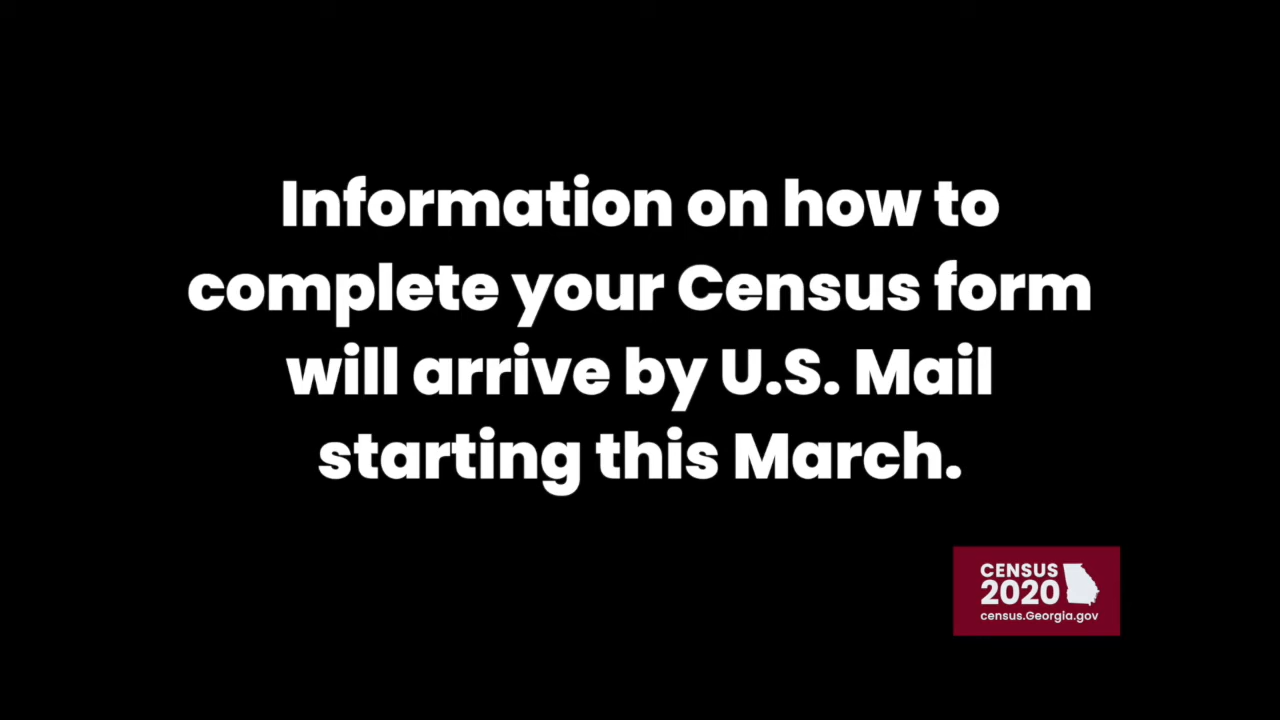 Information on how to
complete your Census form
will arrive by U.S. Mail
starting this March.
CENSUS
2020
census.Georgia.gov